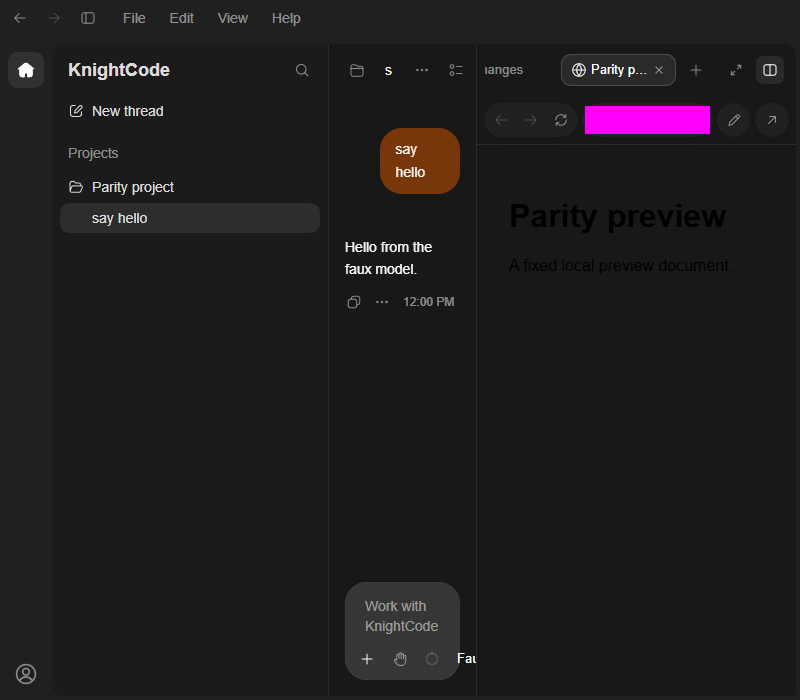 File Edit View Help
KnightCode
New thread
Projects
Parity project
say hello
s
say
hello
Hello from the
faux model.
12:00 PM
Work with
KnightCode
Fau
anges
Parity p...
Parity preview
A fixed local preview document.